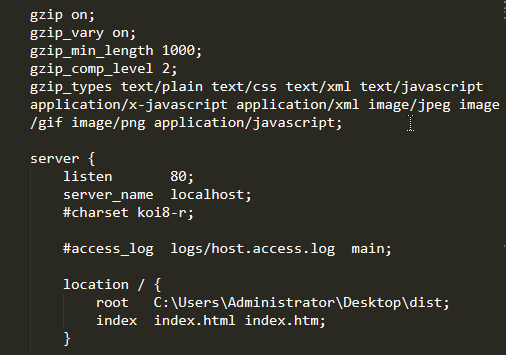 gzip on;
gzip_vary on;
gzip_min_length 1000;
gzip_comp_level 2;
gzip_types text/plain text/css text/xml text/javascript
application/x-javascript application/xml image/jpeg image
/gif image/png application/javascript;

server {
    listen       80;
    server_name  localhost;
    #charset koi8-r;

    #access_log  logs/host.access.log  main;

    location / {
        root   C:\Users\Administrator\Desktop\dist;
        index  index.html index.htm;
    }